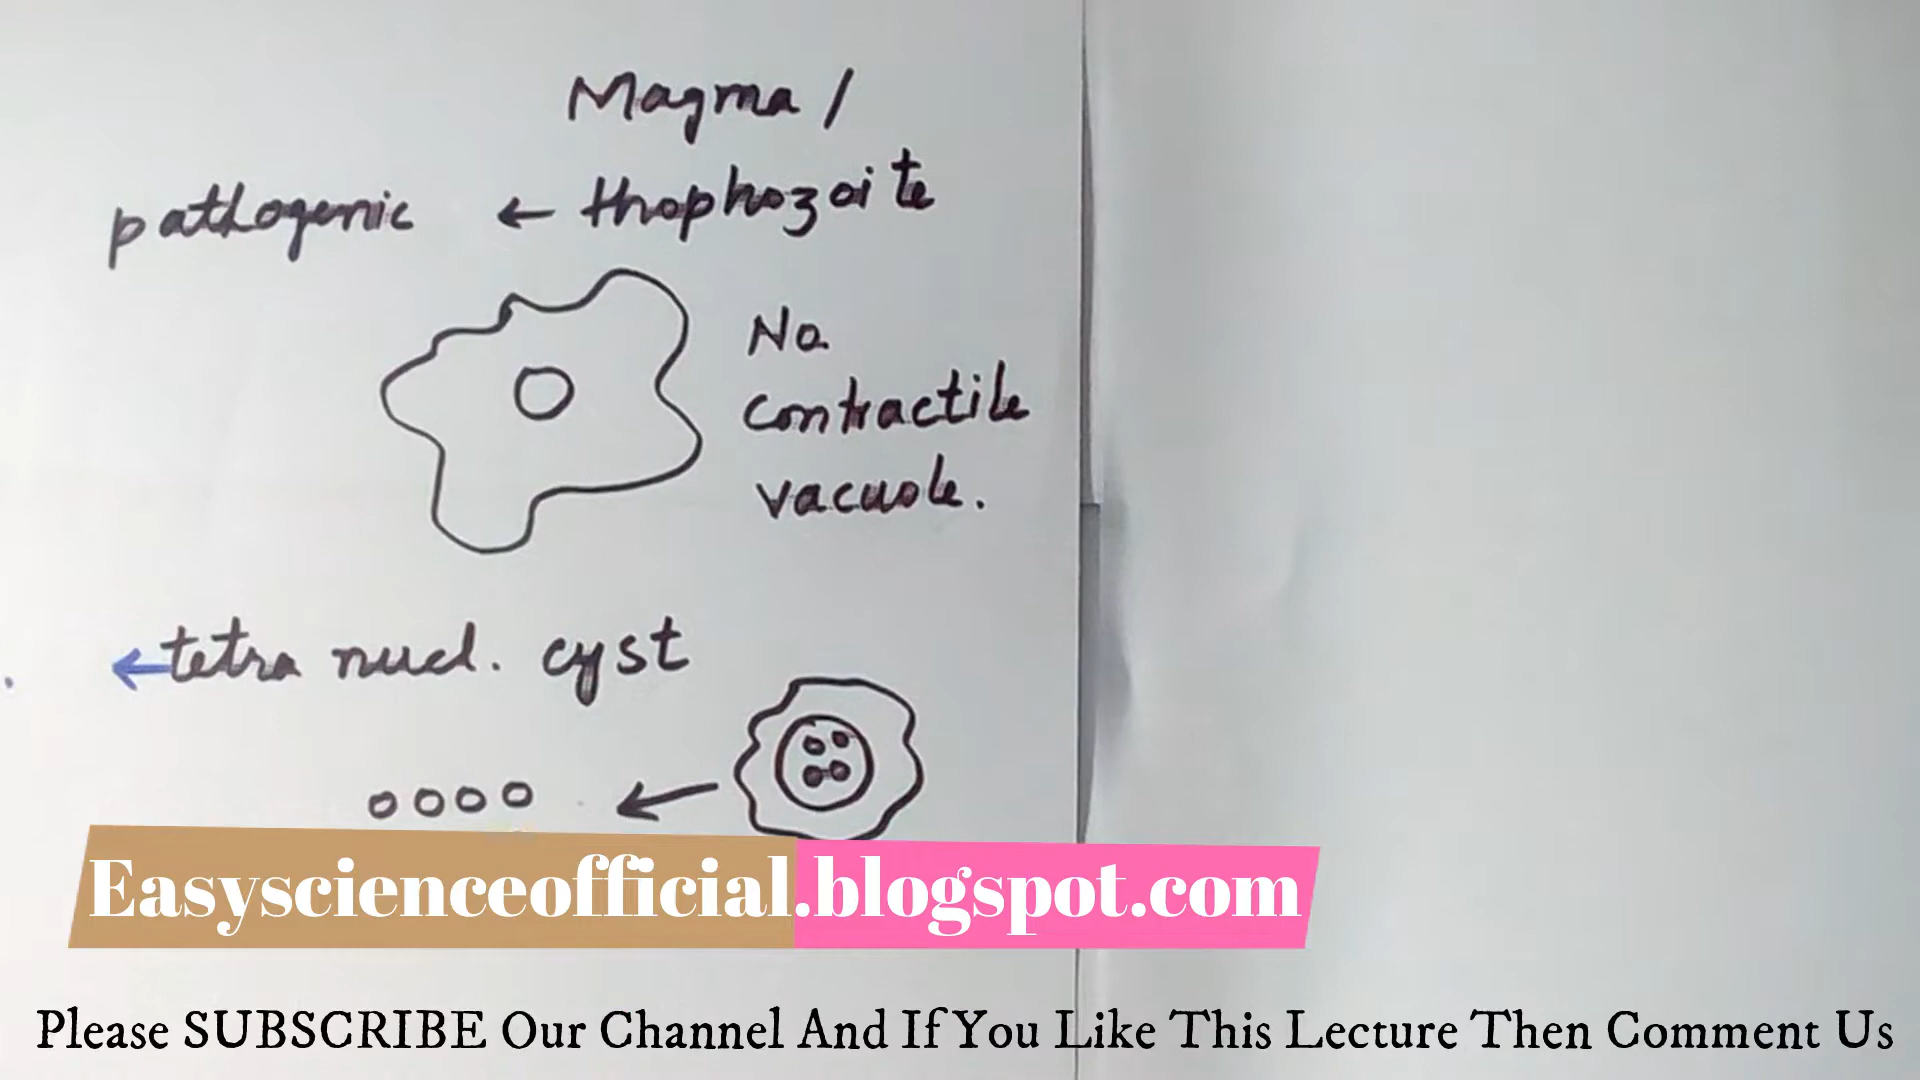 Magma /
pathogenic ← throphozoite
No
contractile
vacuole.
← tetra nucl. cyst
Easyscienceofficial.blogspot.com
Please SUBSCRIBE Our Channel And If You Like This Lecture Then Comment Us